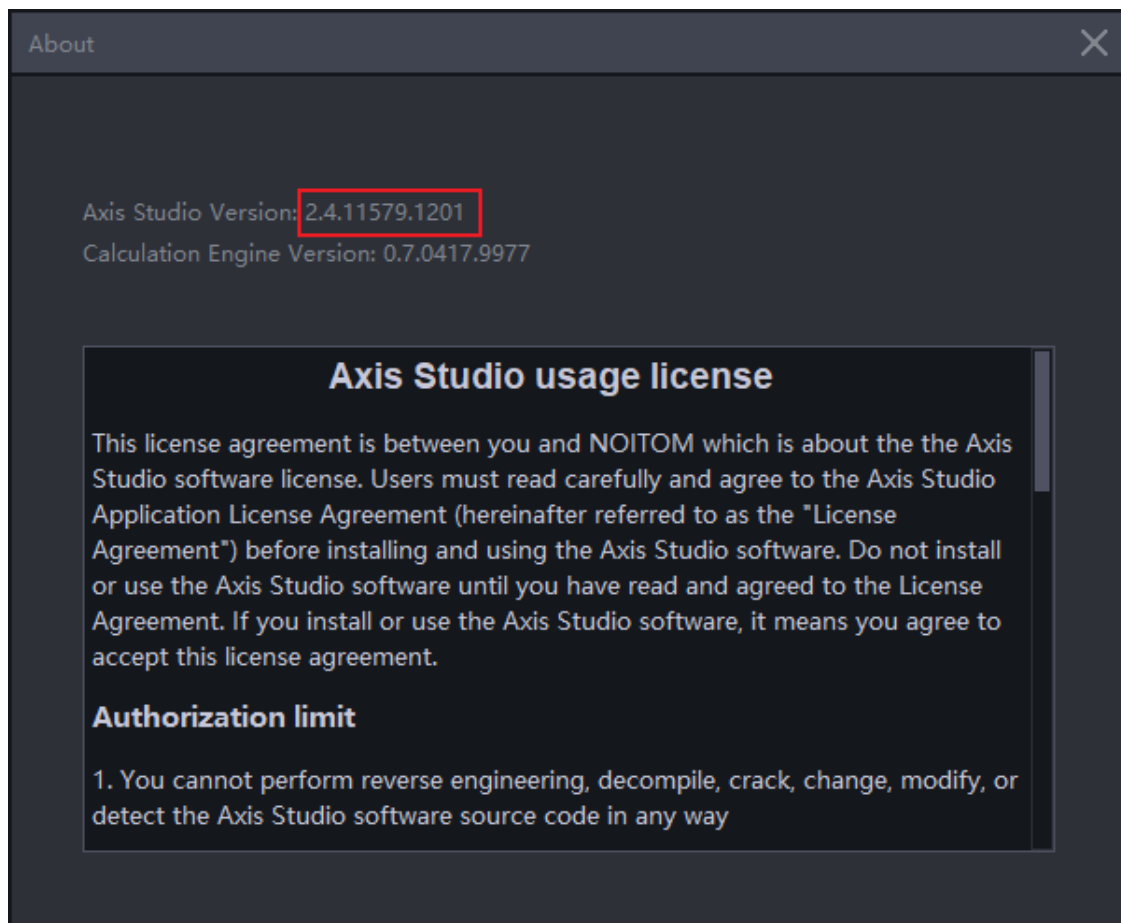 About
Axis Studio Version: 2.4.11579.1201
Calculation Engine Version: 0.7.0417.9977
Axis Studio usage license
This license agreement is between you and NOITOM which is about the the Axis
Studio software license. Users must read carefully and agree to the Axis Studio
Application License Agreement (hereinafter referred to as the "License
Agreement") before installing and using the Axis Studio software. Do not install
or use the Axis Studio software until you have read and agreed to the License
Agreement. If you install or use the Axis Studio software, it means you agree to
accept this license agreement.
Authorization limit
1. You cannot perform reverse engineering, decompile, crack, change, modify, or
detect the Axis Studio software source code in any way